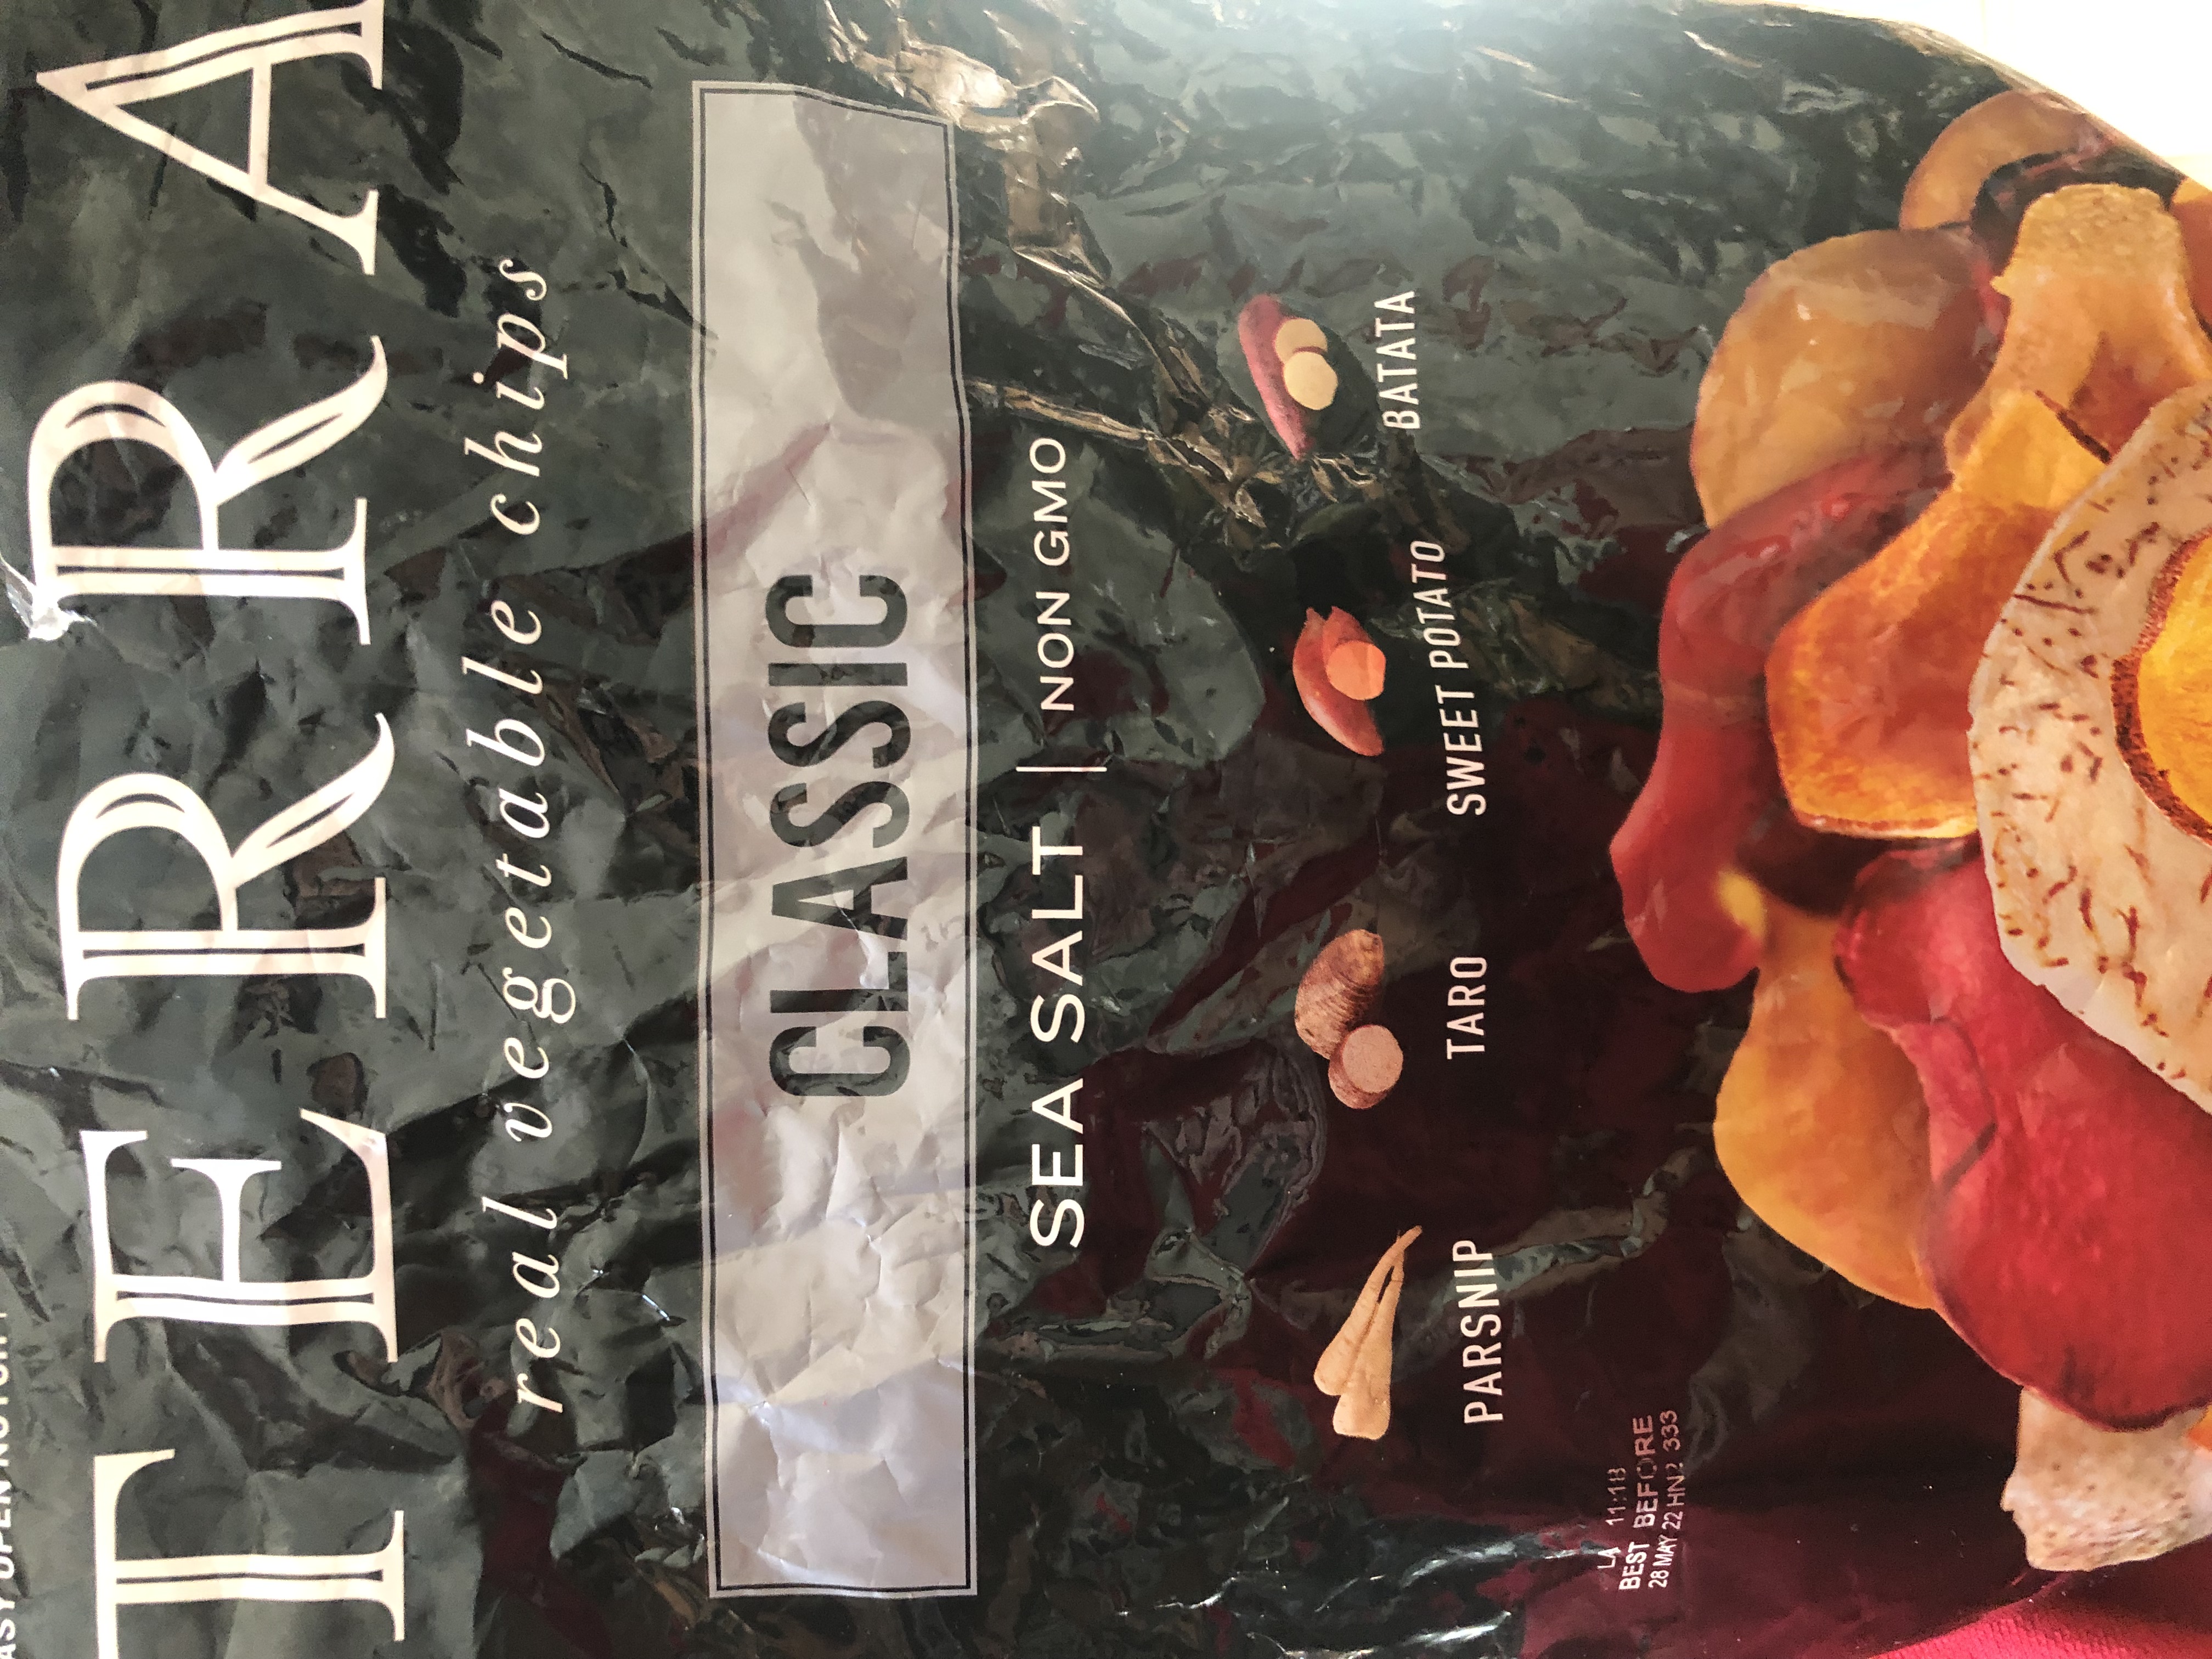 TERRA
real vegetable chips
CLASSIC
SEA SALT | NON GMO
PARSNIP
TARO
SWEET POTATO
BATATA
LA 11:18
BEST BEFORE
28 MAY 22 HN2 333